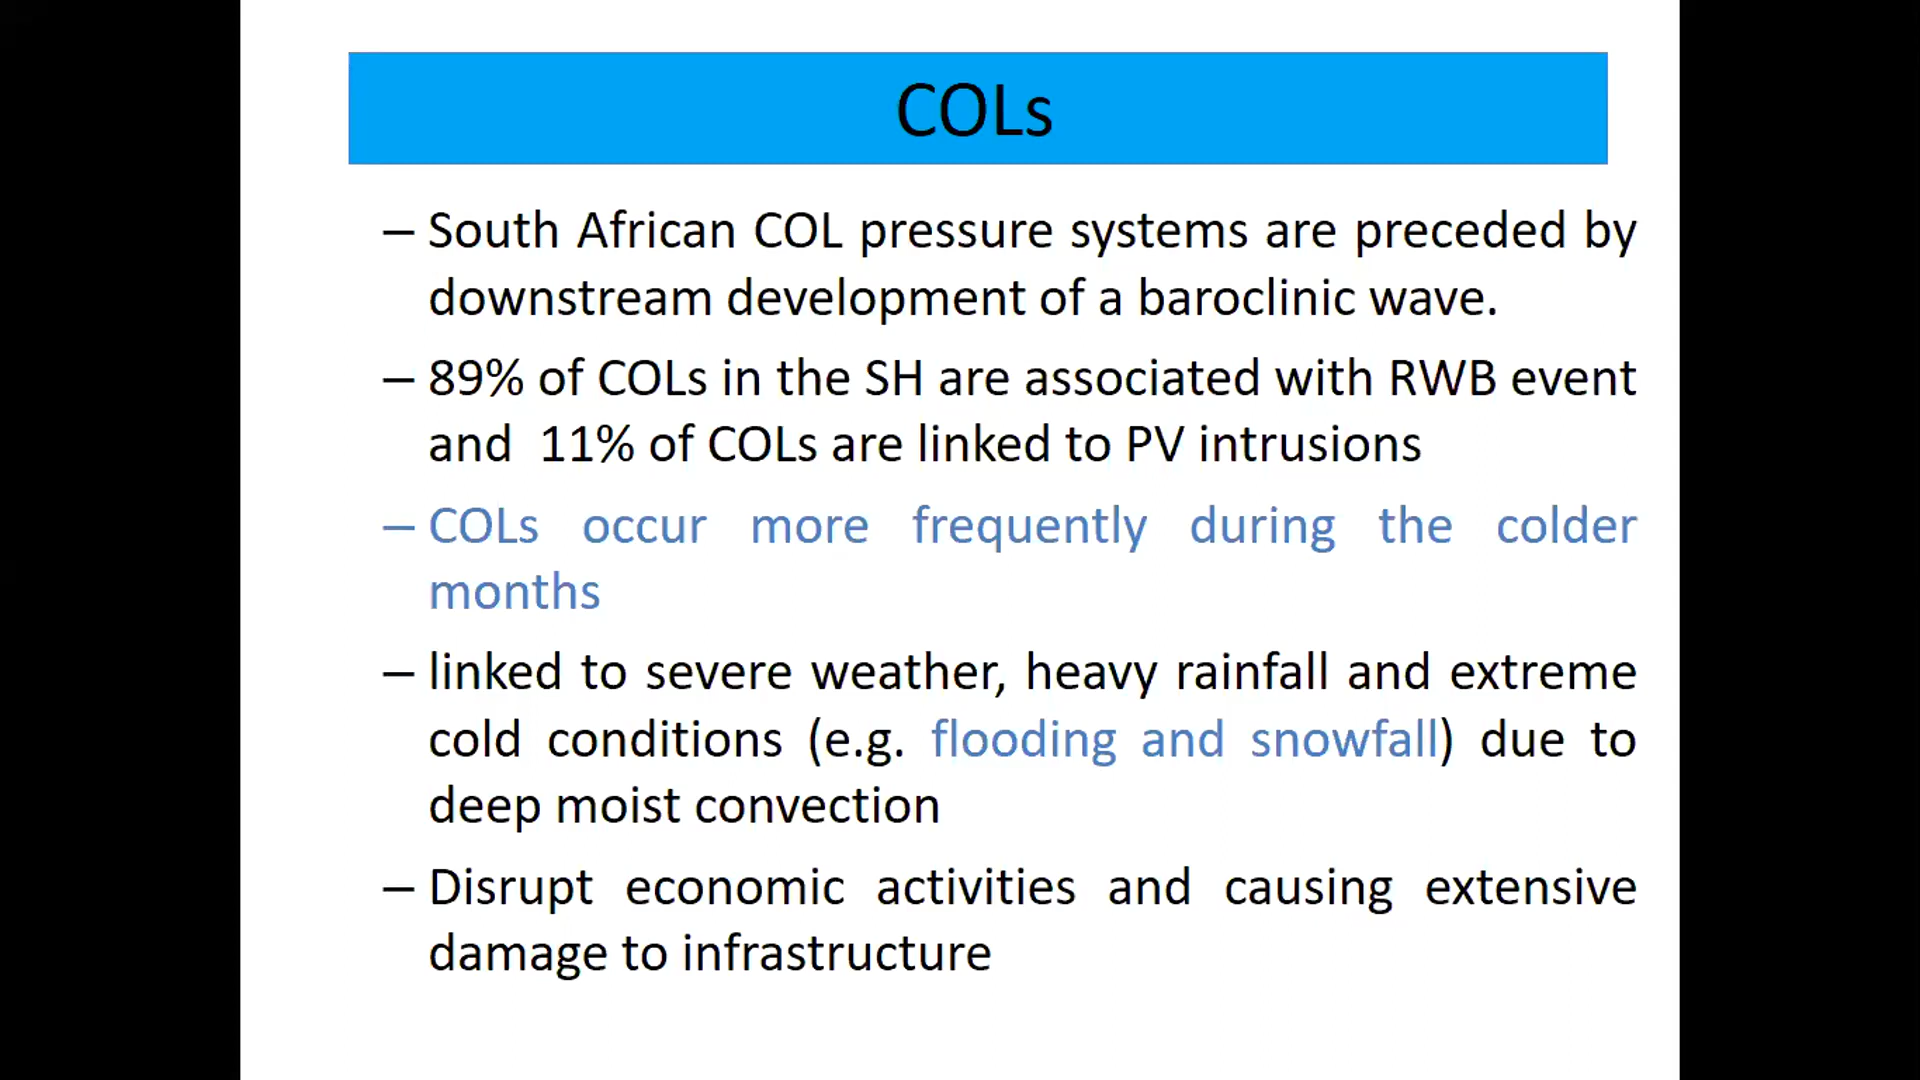 COLs
– South African COL pressure systems are preceded by
downstream development of a baroclinic wave.
– 89% of COLs in the SH are associated with RWB event
and  11% of COLs are linked to PV intrusions
– COLs occur more frequently during the colder
months
– linked to severe weather, heavy rainfall and extreme
cold conditions (e.g. flooding and snowfall) due to
deep moist convection
– Disrupt economic activities and causing extensive
damage to infrastructure